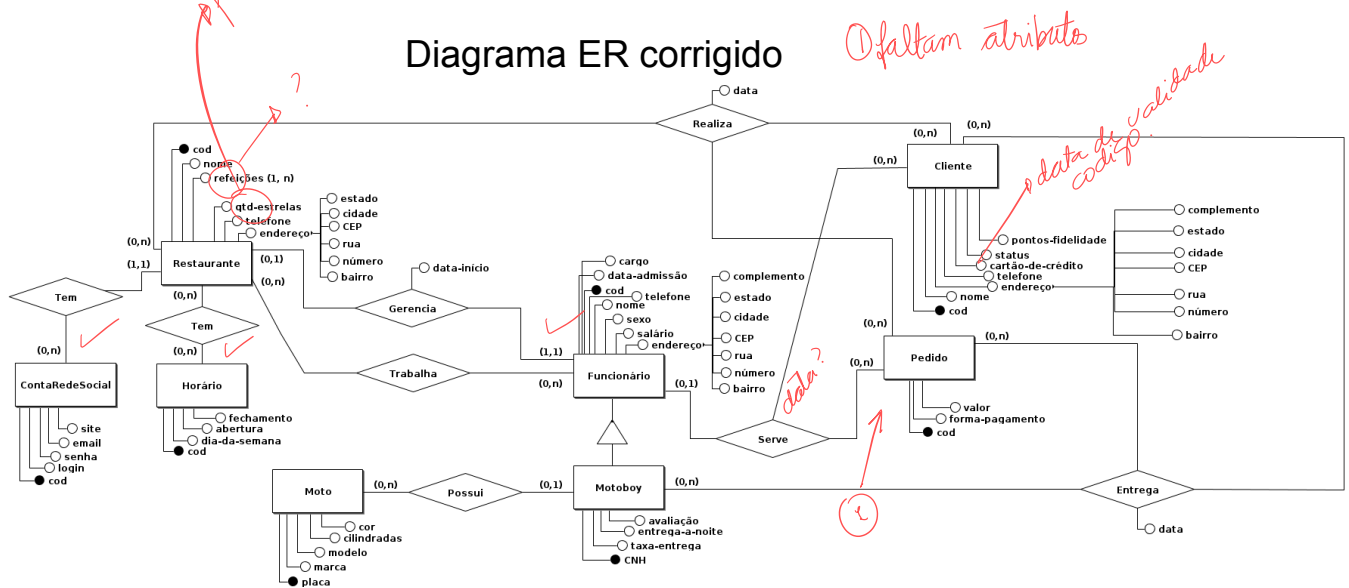 Diagrama ER corrigido
① faltam atributos
?
data
Realiza
(0,n)
(0,n)
(0,n)
Cliente
data de validade
código.
pontos-fidelidade
status
cartão-de-crédito
telefone
endereço
nome
cod
complemento
estado
cidade
CEP
rua
número
bairro
cod
nome
refeições (1, n)
qtd-estrelas
telefone
endereço
estado
cidade
CEP
rua
número
bairro
(0,n)
(1,1)
Restaurante
(0,1)
(0,n)
(0,n)
Tem
(0,n)
ContaRedeSocial
site
email
senha
login
cod
Tem
(0,n)
Horário
fechamento
abertura
dia-da-semana
cod
data-início
Gerencia
Trabalha
cargo
data-admissão
cod
telefone
nome
sexo
salário
endereço
complemento
estado
cidade
CEP
rua
número
bairro
(1,1)
(0,n)
Funcionário
(0,1)
data?
Serve
(0,n)
(0,n)
(0,n)
Pedido
valor
forma-pagamento
cod
Moto
(0,n)
Possui
(0,1)
Motoboy
(0,n)
cor
cilindradas
modelo
marca
placa
avaliação
entrega-a-noite
taxa-entrega
CNH
Entrega
data